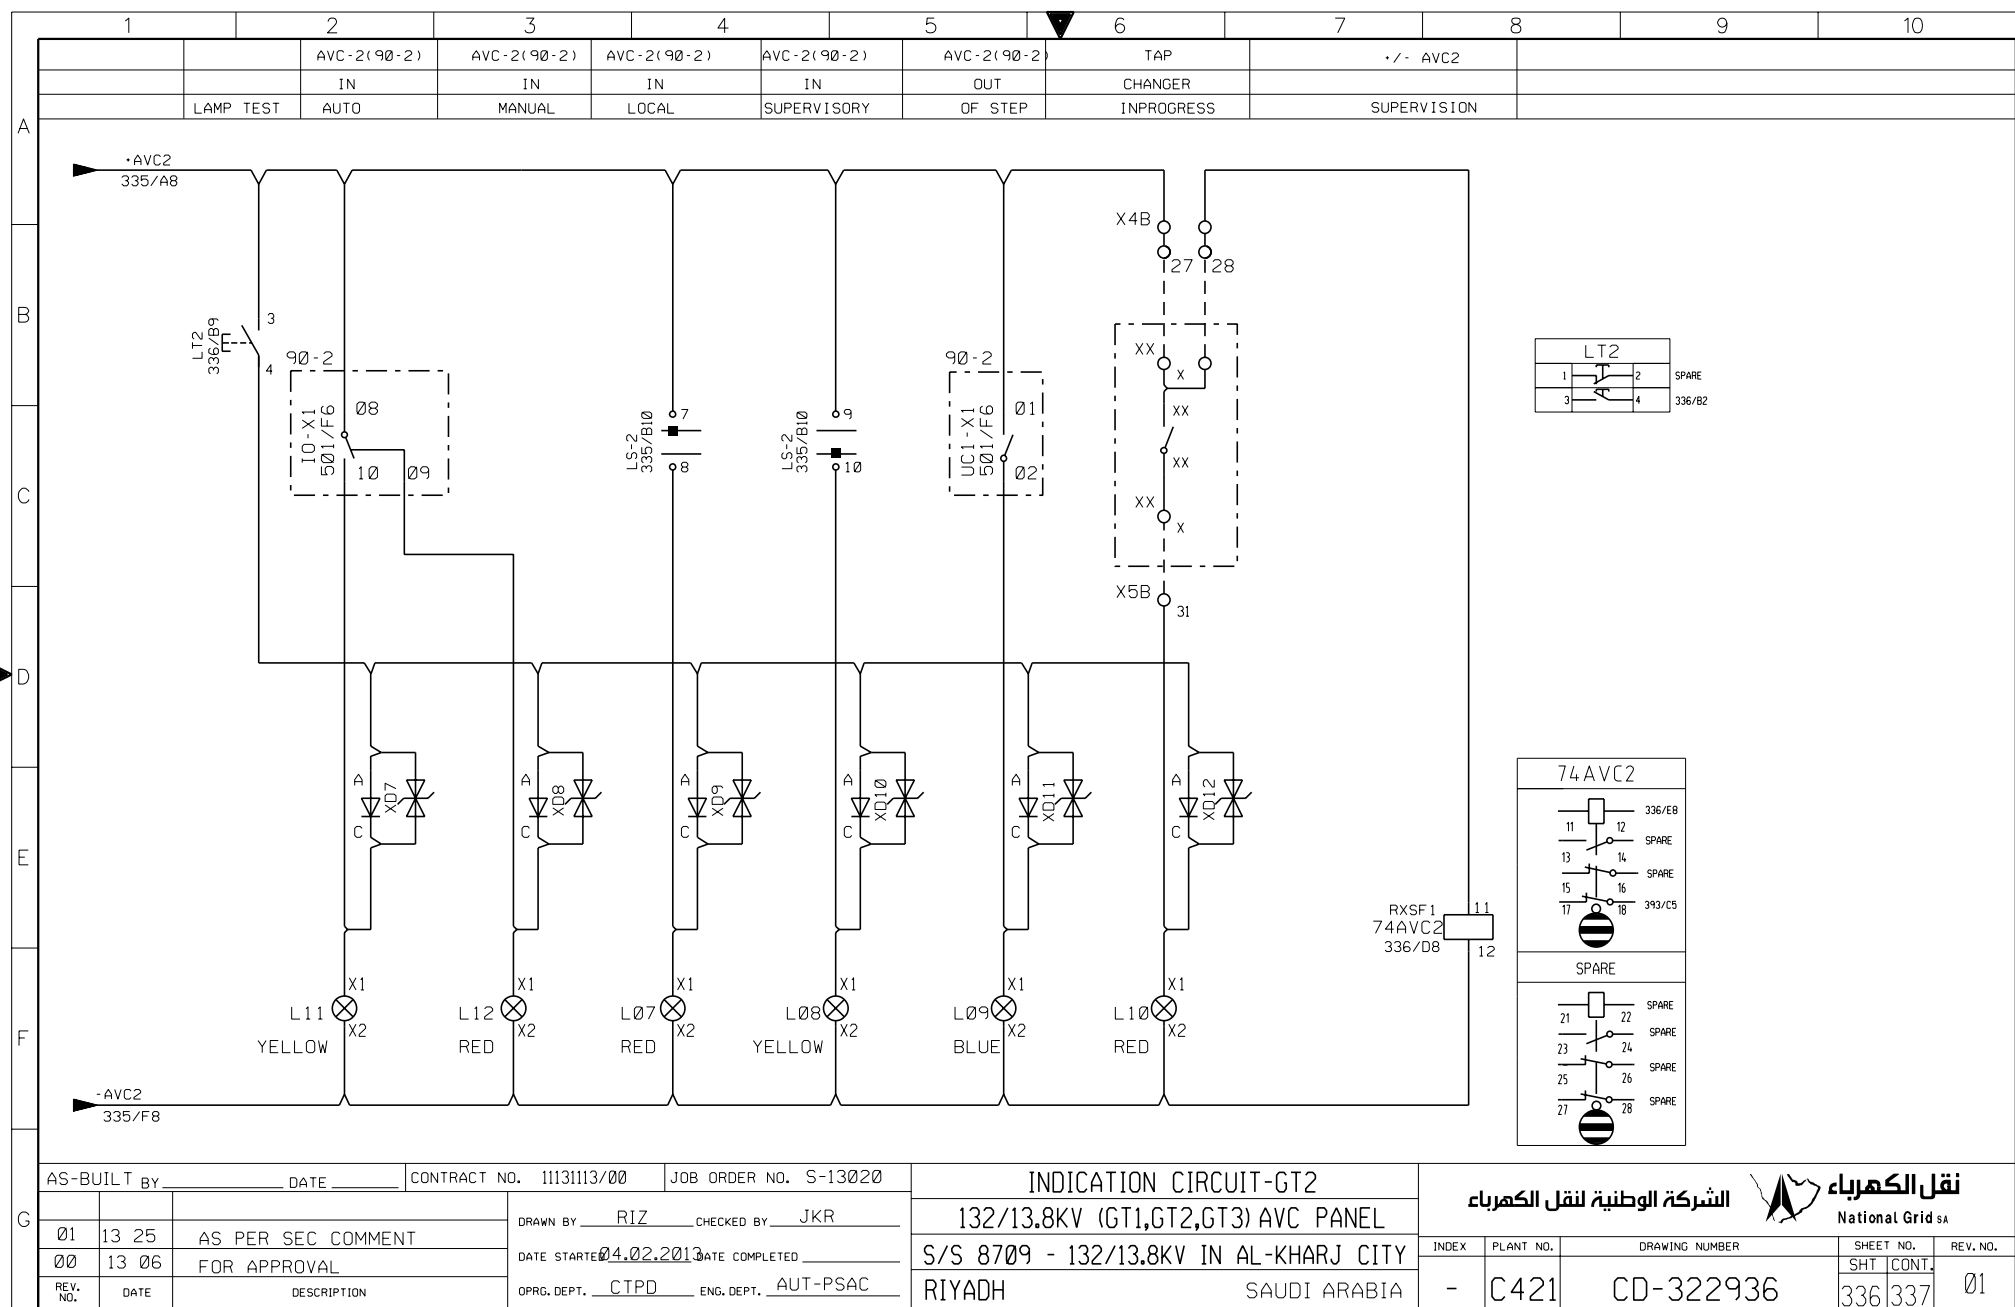 1 2 3 4 5 6 7 8 9 10
AVC-2(90-2) AVC-2(90-2) AVC-2(90-2) AVC-2(90-2) AVC-2(90-2) TAP +/- AVC2
IN IN IN IN OUT CHANGER
LAMP TEST AUTO MANUAL LOCAL SUPERVISORY OF STEP INPROGRESS SUPERVISION
A
+AVC2
335/A8
X4B
27 28
B
LT2
336/B9
3
4
90-2
IO-X1
501/F6
08
10 09
LS-2
335/B10
7
8
LS-2
335/B10
9
10
90-2
UC1-X1
501/F6
01
02
XX
X
XX
XX
XX
X
X5B
31
LT2
1 2 SPARE
3 4 336/B2
C
D
A XD7 C
A XD8 C
A XD9 C
A XD10 C
A XD11 C
A XD12 C
E
74AVC2
336/E8
11 12
SPARE
13 14
SPARE
15 16
393/C5
17 18
RXSF1
74AVC2
336/D8
11
12
SPARE
SPARE
21 22
SPARE
23 24
SPARE
25 26
SPARE
27 28
X1 X1 X1 X1 X1 X1
L11 L12 L07 L08 L09 L10
X2 X2 X2 X2 X2 X2
YELLOW RED RED YELLOW BLUE RED
F
-AVC2
335/F8
G
AS-BUILT BY DATE
CONTRACT NO. 11131113/00
JOB ORDER NO. S-13020
01 13 25 AS PER SEC COMMENT
00 13 06 FOR APPROVAL
REV. NO. DATE DESCRIPTION
DRAWN BY RIZ CHECKED BY JKR
DATE STARTED 04.02.2013 DATE COMPLETED
OPRG. DEPT. CTPD ENG. DEPT. AUT-PSAC
INDICATION CIRCUIT-GT2
132/13.8KV (GT1,GT2,GT3) AVC PANEL
S/S 8709 - 132/13.8KV IN AL-KHARJ CITY
RIYADH SAUDI ARABIA
الشركة الوطنية لنقل الكهرباء
نقل الكهرباء
National Grid SA
INDEX PLANT NO. DRAWING NUMBER SHEET NO. REV. NO.
SHT CONT.
- C421 CD-322936 336 337 01